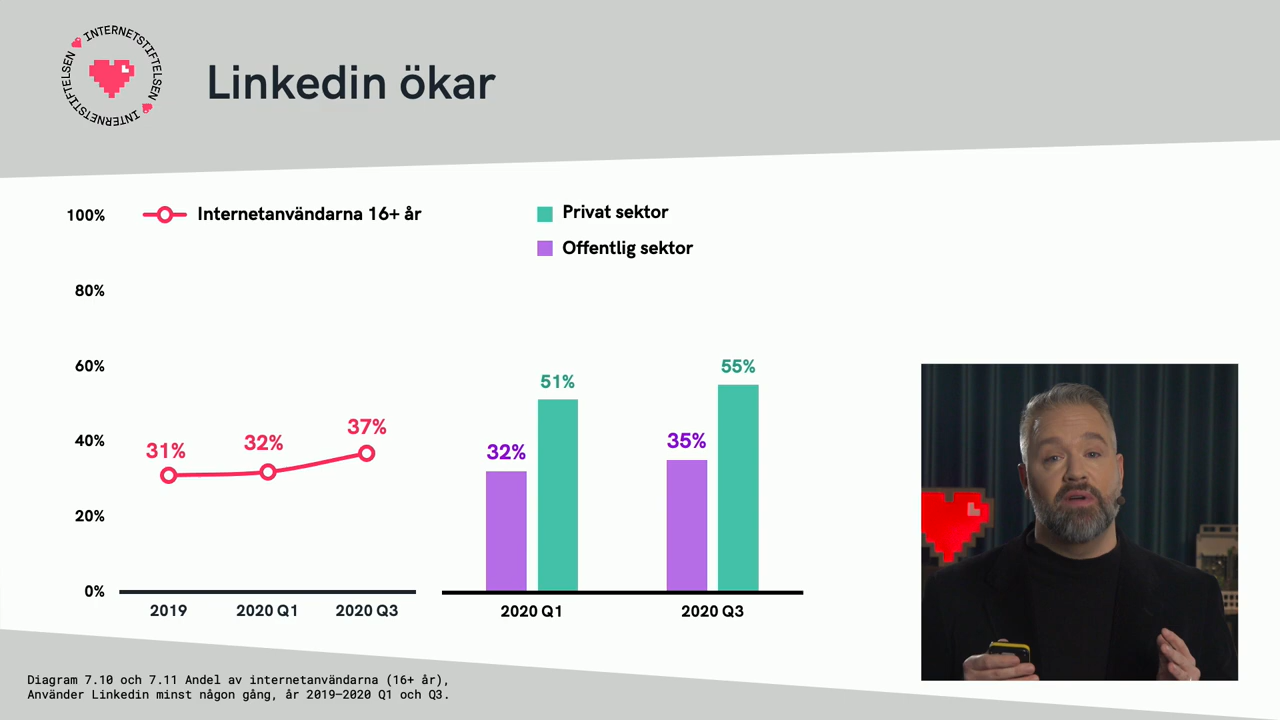 INTERNETSTIFTELSEN INTERNETSTIFTELSEN
Linkedin ökar
100%
80%
60%
40%
20%
0%
Internetanvändarna 16+ år
31%
32%
37%
2019
2020 Q1
2020 Q3
Privat sektor
Offentlig sektor
32%
51%
35%
55%
2020 Q1
2020 Q3
Diagram 7.10 och 7.11 Andel av internetanvändarna (16+ år),
Använder Linkedin minst någon gång, år 2019–2020 Q1 och Q3.